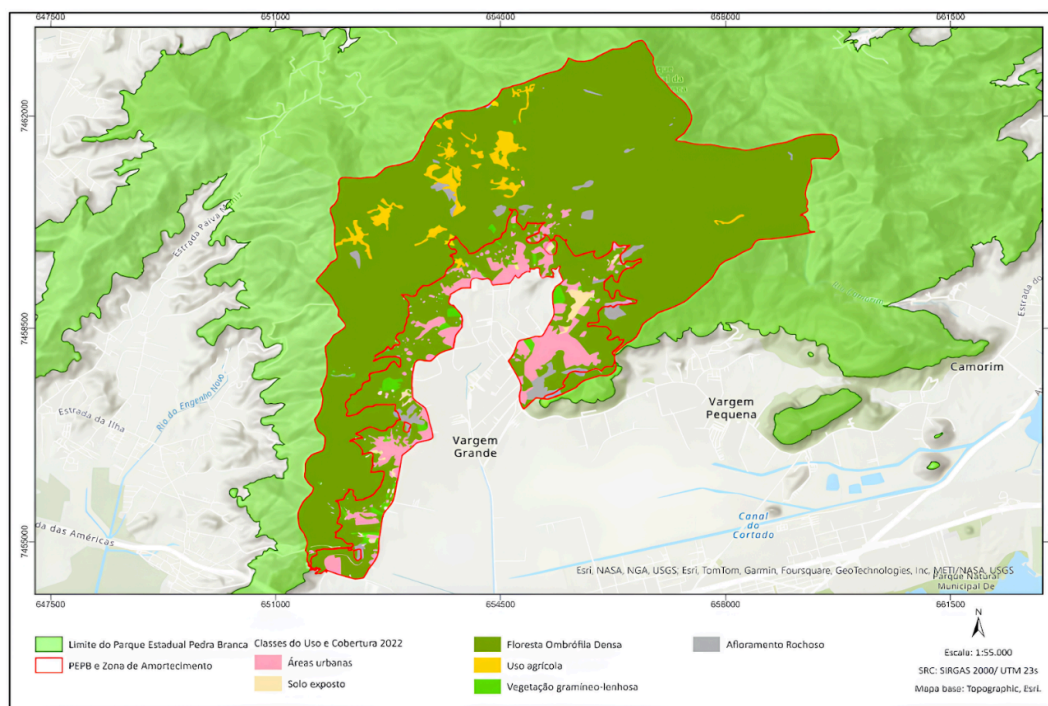 647500 651000 654500 658000 661500
7462000
7458500
7455000
Estrada Paiva
Estrada do
Rio do Engenho Novo
Estrada da Ilha
Camorim
Vargem
Pequena
Vargem
Grande
da das Américas
Canal
do
Cortado
Esri, NASA, NGA, USGS, Esri, TomTom, Garmin, Foursquare, GeoTechnologies, Inc, METI/NASA, USGS
Parque Natural
Municipal De
647500 651000 654500 658000 661500
Limite do Parque Estadual Pedra Branca
PEPB e Zona de Amortecimento
Classes do Uso e Cobertura 2022
Áreas urbanas
Solo exposto
Floresta Ombrófila Densa
Uso agrícola
Vegetação gramíneo-lenhosa
Afloramento Rochoso
N
Escala: 1:55.000
SRC: SIRGAS 2000/ UTM 23s
Mapa base: Topographic, Esri.